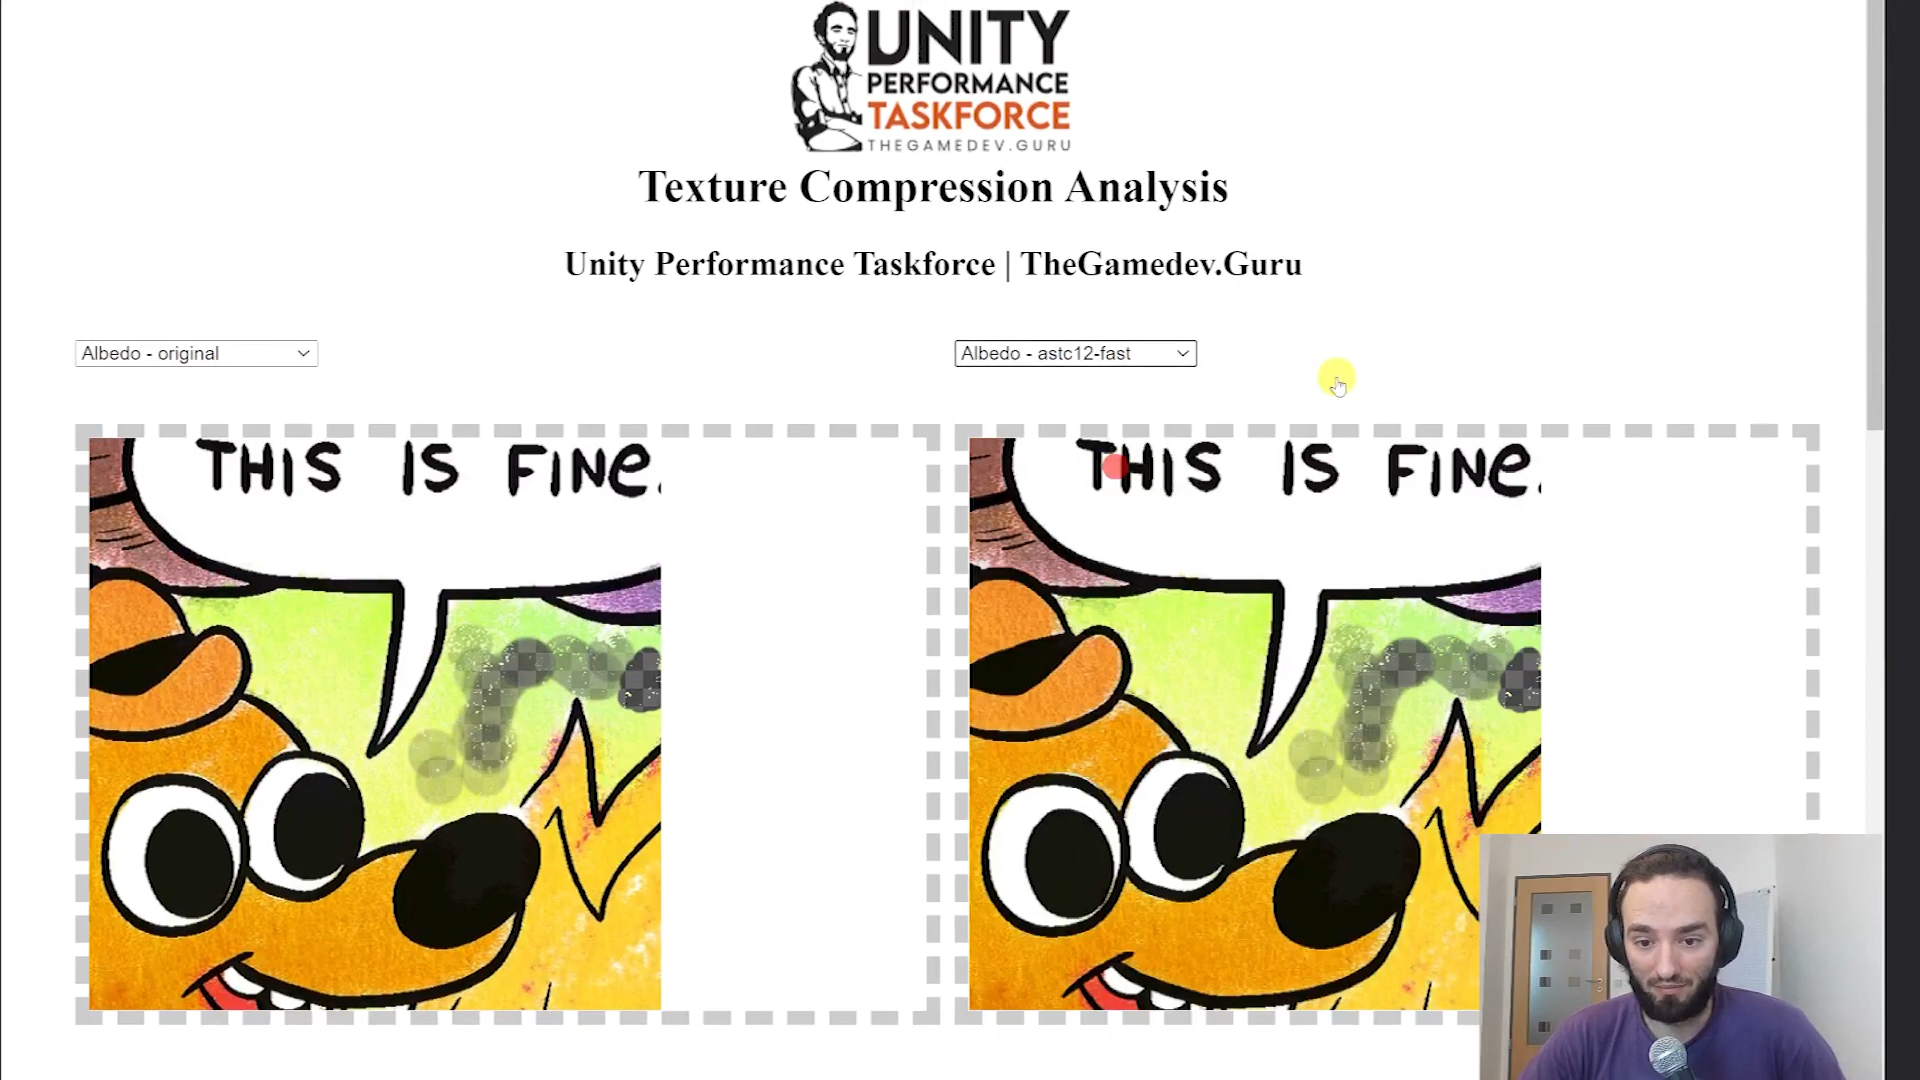 UNITY
PERFORMANCE
TASKFORCE
THEGAMEDEV.GURU
Texture Compression Analysis
Unity Performance Taskforce | TheGamedev.Guru
Albedo - original
Albedo - astc12-fast
THIS IS FINe.
THIS IS FINe.